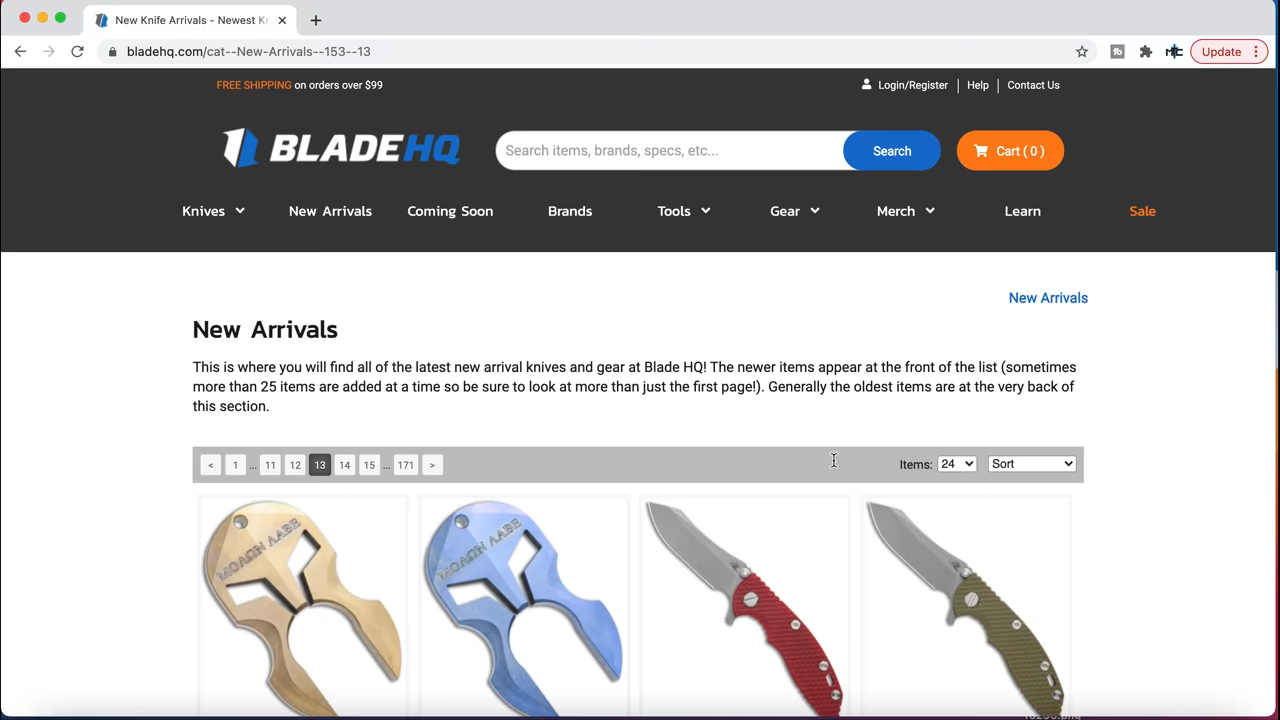 New Knife Arrivals - Newest Kn
bladehq.com/cat--New-Arrivals--153--13
Update
FREE SHIPPING on orders over $99
Login/Register
Help
Contact Us
BLADEHQ
Search items, brands, specs, etc...
Search
Cart ( 0 )
Knives
New Arrivals
Coming Soon
Brands
Tools
Gear
Merch
Learn
Sale
New Arrivals
New Arrivals
This is where you will find all of the latest new arrival knives and gear at Blade HQ! The newer items appear at the front of the list (sometimes
more than 25 items are added at a time so be sure to look at more than just the first page!). Generally the oldest items are at the very back of
this section.
< 1 ... 11 12 13 14 15 ... 171 >
Items: 24
Sort
ΜΟΛΩΝ ΛΑΒΕ
ΜΟΛΩΝ ΛΑΒΕ